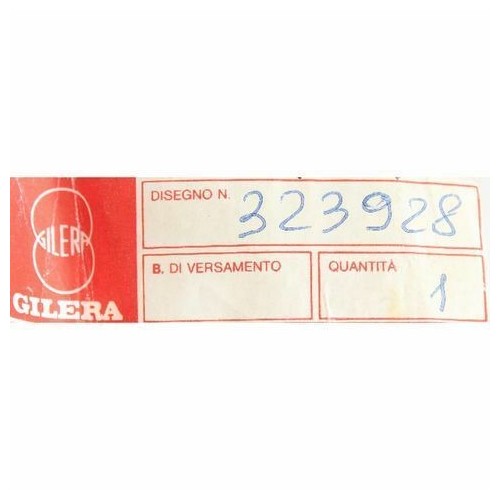 DISEGNO N. 323928
GILERA
B. DI VERSAMENTO
QUANTITÀ 1
GILERA